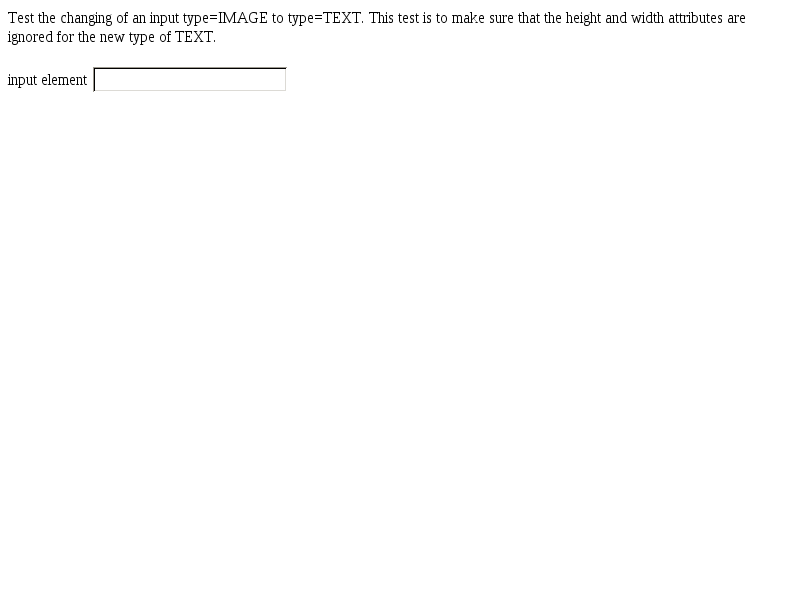 Test the changing of an input type=IMAGE to type=TEXT. This test is to make sure that the height and width attributes are
ignored for the new type of TEXT.
input element